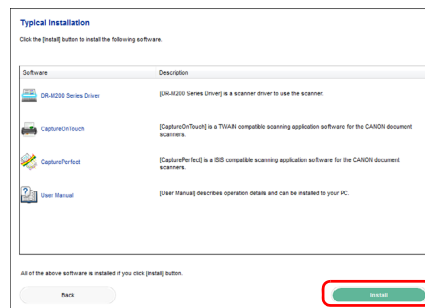 Typical Installation
Click the [Install] button to install the following software.
Software Description
DR-M200 Series Driver [DR-M200 Series Driver] is a scanner driver to use the scanner.
CaptureOnTouch [CaptureOnTouch] is a TWAIN compatible scanning application software for the CANON document
scanners.
CapturePerfect [CapturePerfect] is a ISIS compatible scanning application software for the CANON document
scanners.
User Manual [User Manual] describes operation details and can be installed to your PC.
All of the above software is installed if you click [Install] button.
Back Install